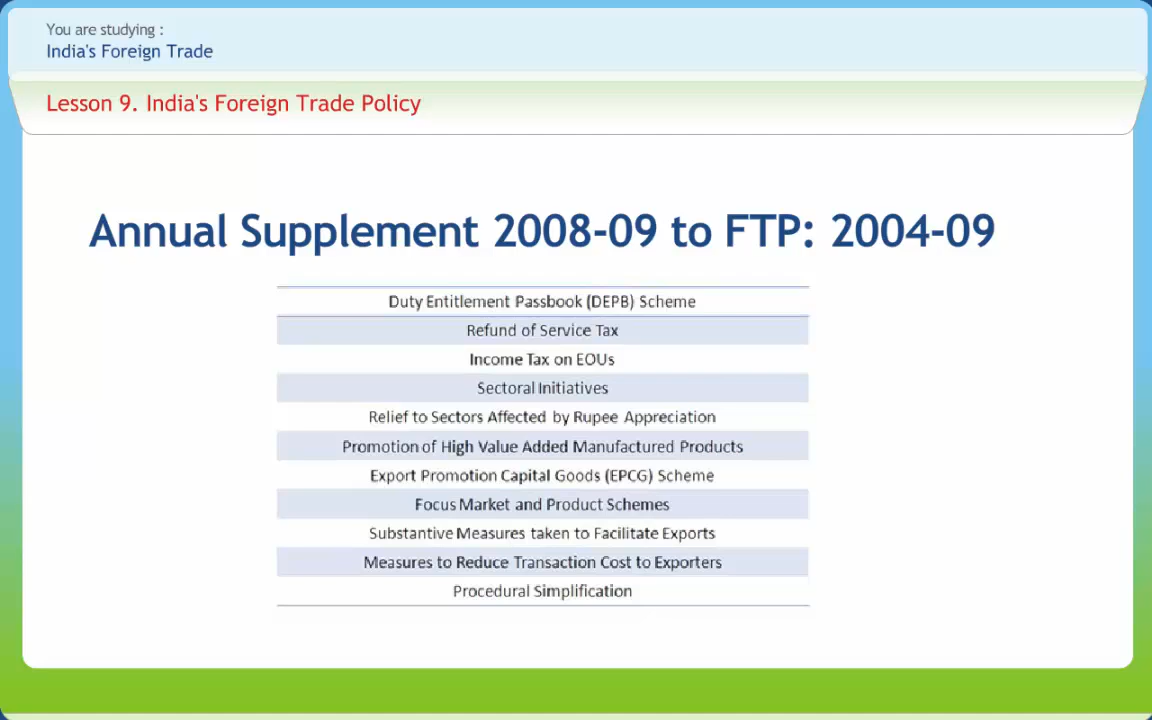 You are studying :
India's Foreign Trade
Lesson 9. India's Foreign Trade Policy
Annual Supplement 2008-09 to FTP: 2004-09
Duty Entitlement Passbook (DEPB) Scheme
Refund of Service Tax
Income Tax on EOUs
Sectoral Initiatives
Relief to Sectors Affected by Rupee Appreciation
Promotion of High Value Added Manufactured Products
Export Promotion Capital Goods (EPCG) Scheme
Focus Market and Product Schemes
Substantive Measures taken to Facilitate Exports
Measures to Reduce Transaction Cost to Exporters
Procedural Simplification